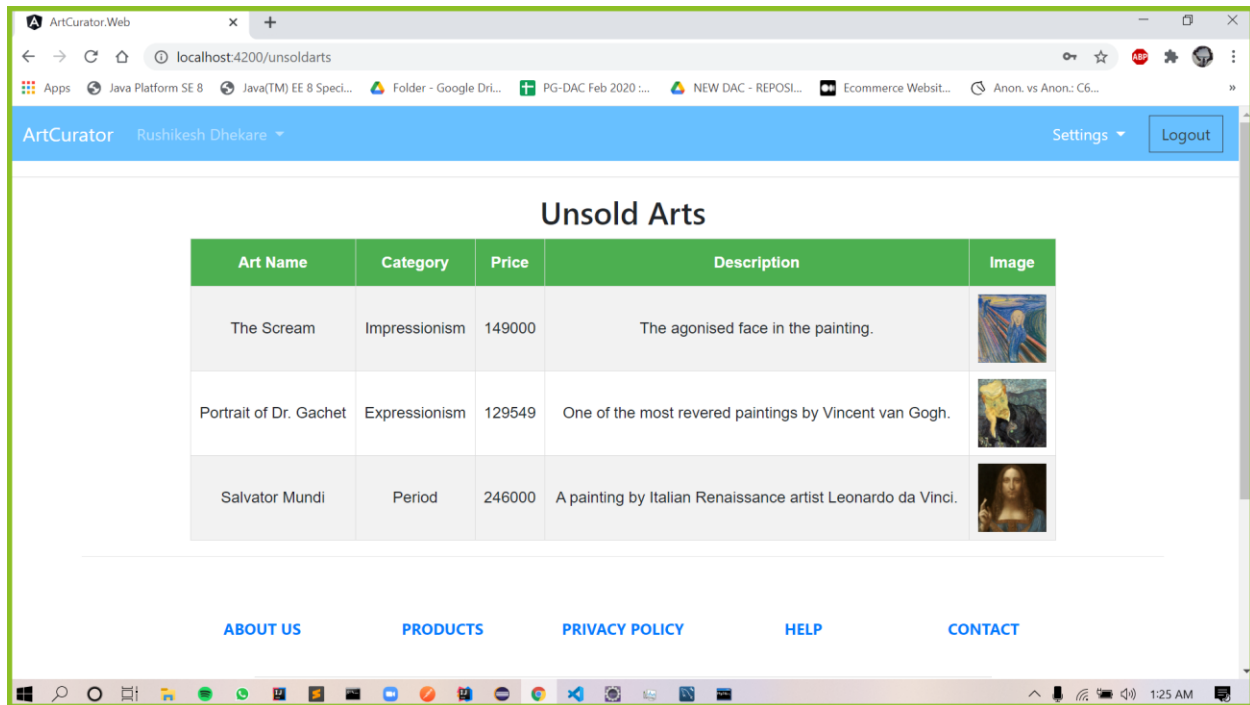 ArtCurator.Web
localhost:4200/unsoldarts
ABP
Apps Java Platform SE 8 Java(TM) EE 8 Speci... Folder - Google Dri... PG-DAC Feb 2020 :... NEW DAC - REPOSI... Ecommerce Websit... Anon. vs Anon.: C6... »
ArtCurator Rushikesh Dhekare Settings Logout
Unsold Arts
Art Name Category Price Description Image
The Scream Impressionism 149000 The agonised face in the painting.
Portrait of Dr. Gachet Expressionism 129549 One of the most revered paintings by Vincent van Gogh.
Salvator Mundi Period 246000 A painting by Italian Renaissance artist Leonardo da Vinci.
ABOUT US PRODUCTS PRIVACY POLICY HELP CONTACT
1:25 AM